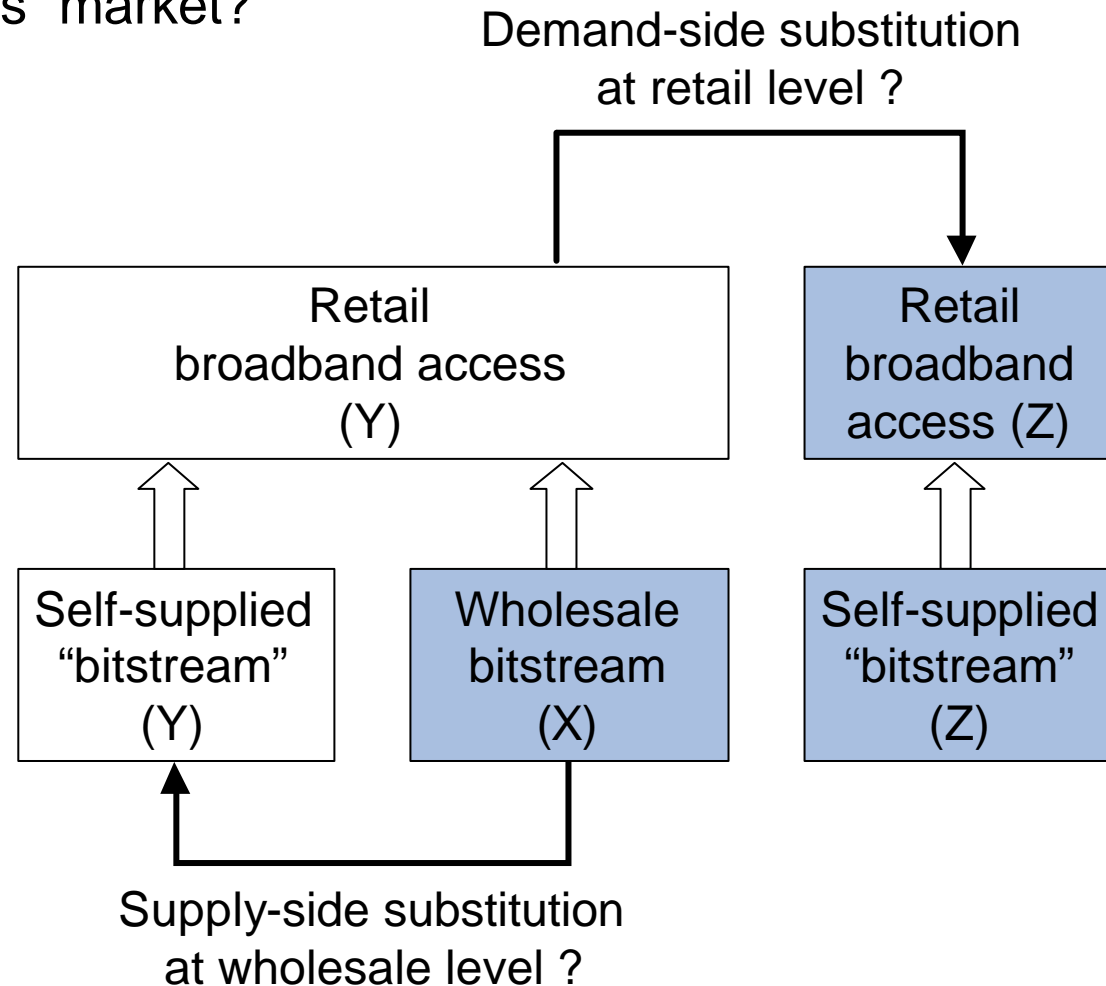 s” market?
Demand-side substitution
at retail level ?
Retail
broadband access
(Y)
Retail
broadband
access (Z)
Self-supplied
“bitstream”
(Y)
Wholesale
bitstream
(X)
Self-supplied
“bitstream”
(Z)
Supply-side substitution
at wholesale level ?